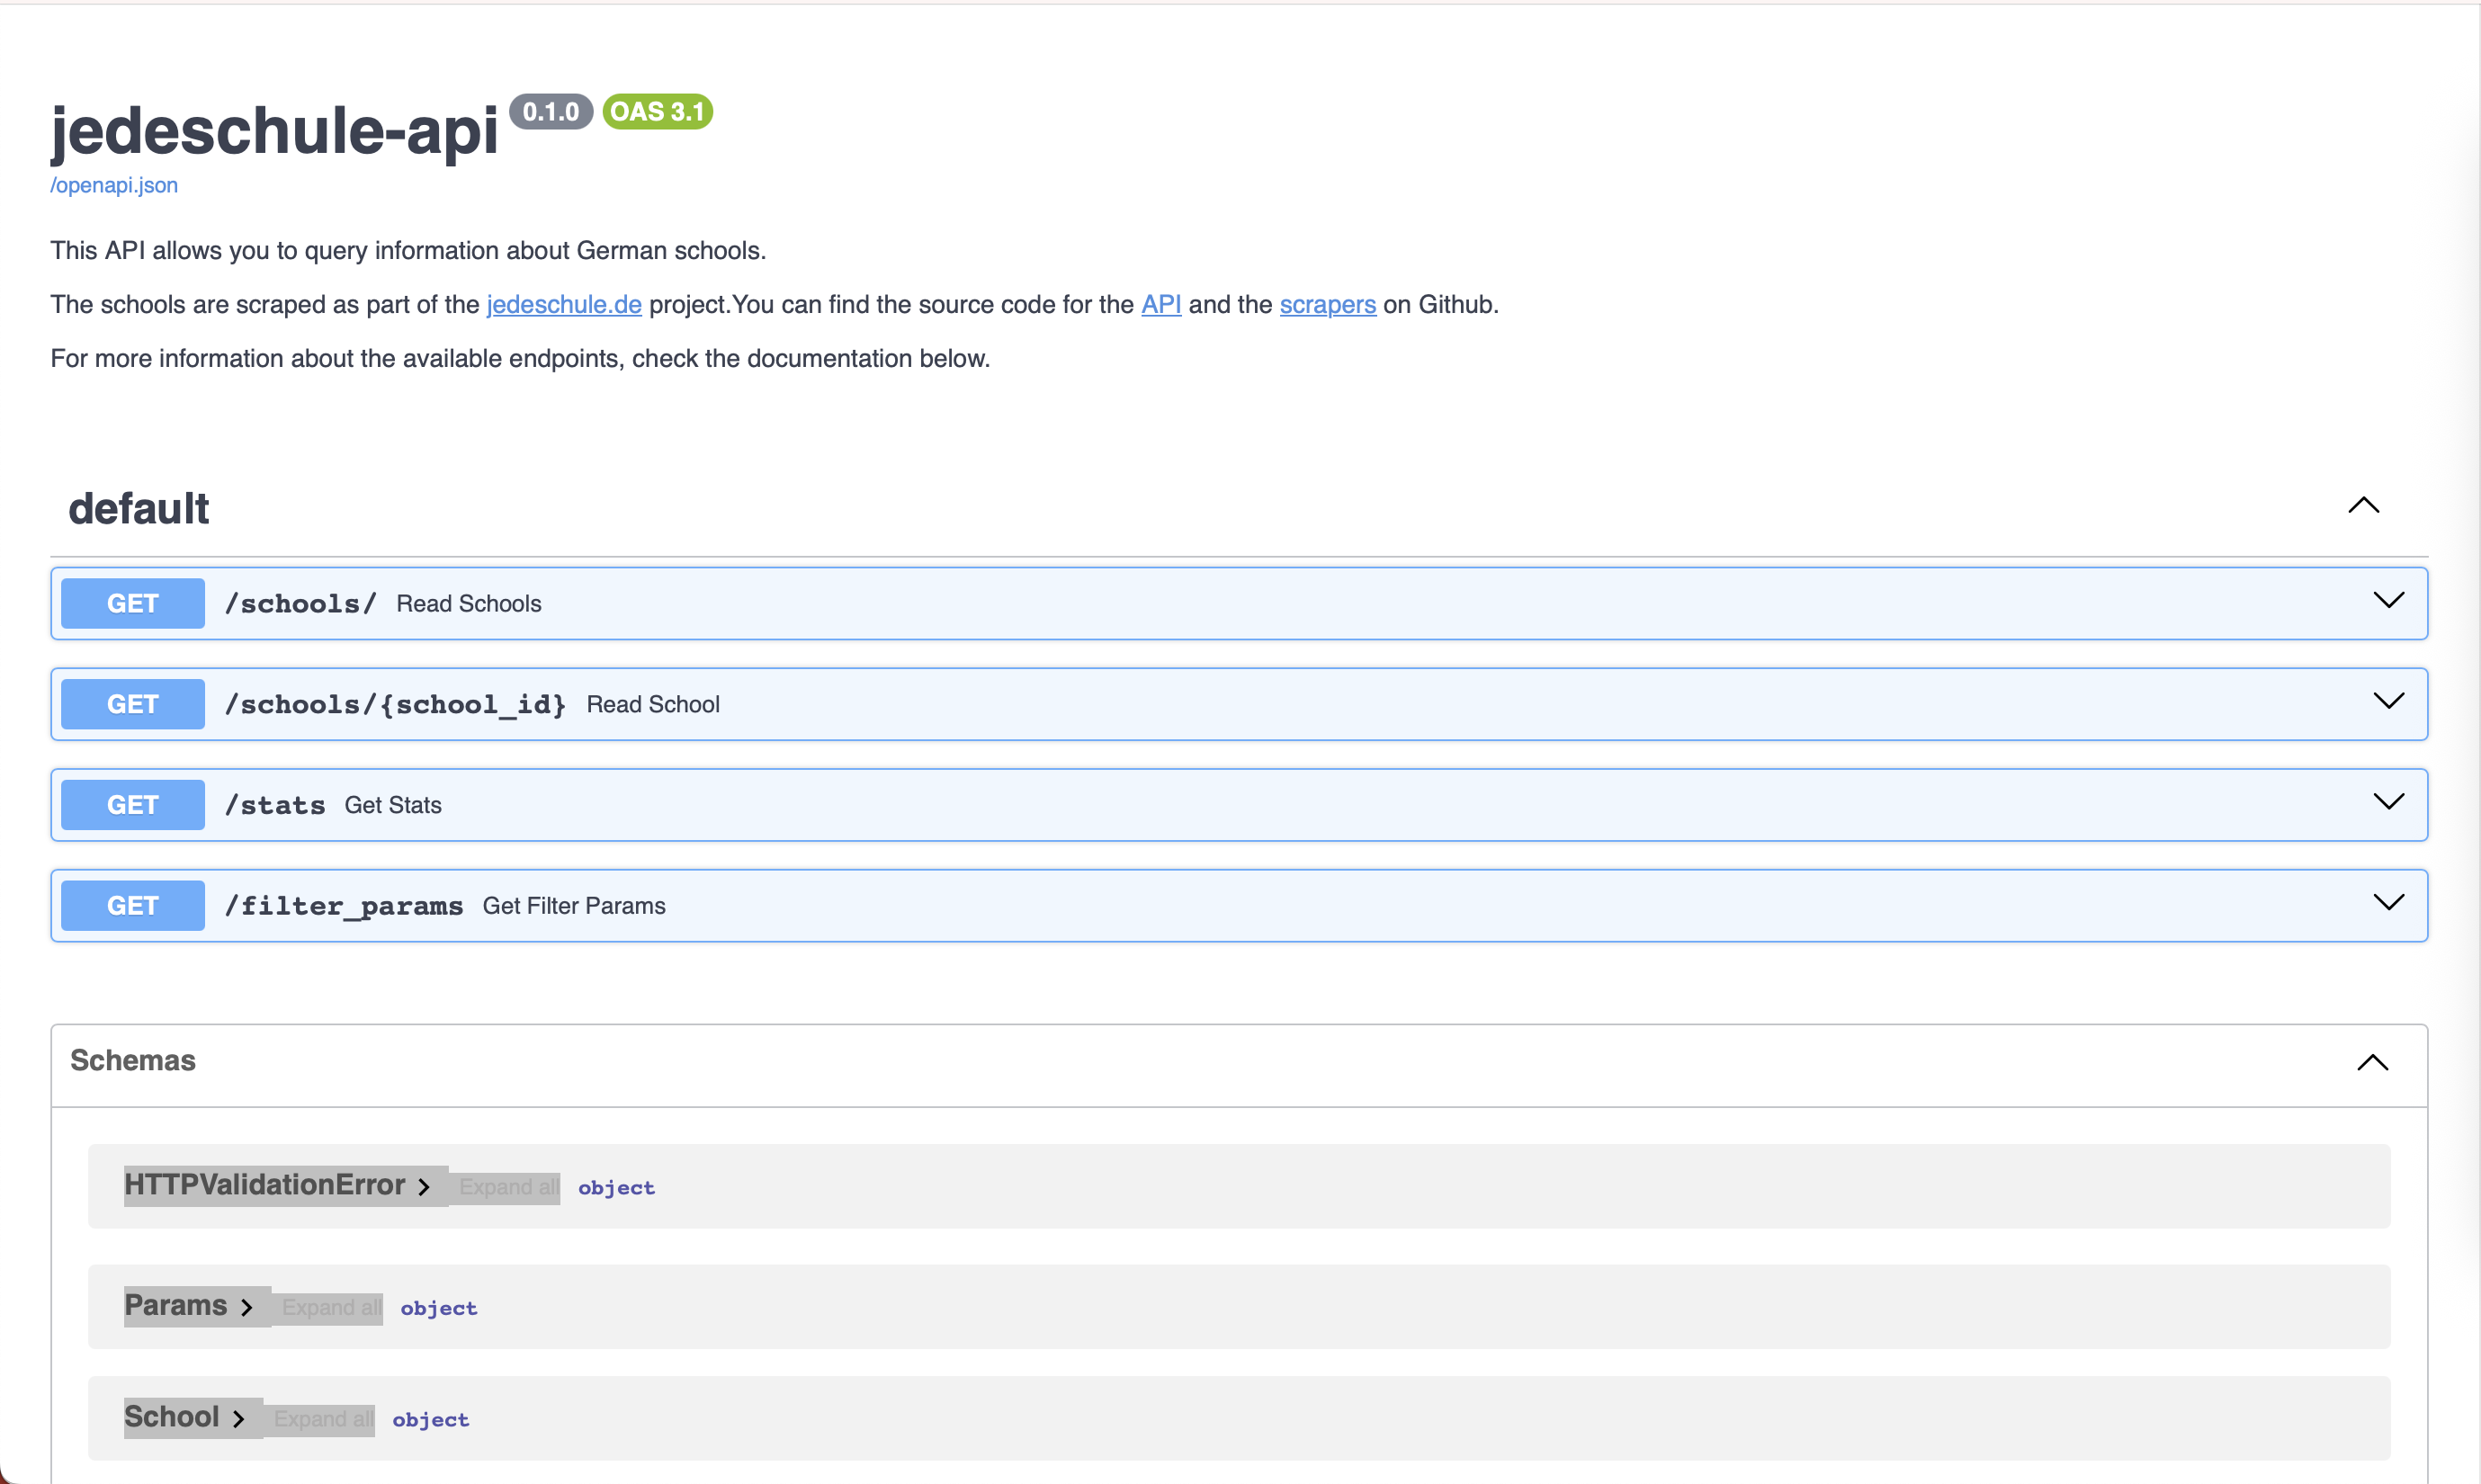 jedeschule-api 0.1.0 OAS 3.1
/openapi.json
This API allows you to query information about German schools.
The schools are scraped as part of the jedeschule.de project.You can find the source code for the API and the scrapers on Github.
For more information about the available endpoints, check the documentation below.
default
GET /schools/ Read Schools
GET /schools/{school_id} Read School
GET /stats Get Stats
GET /filter_params Get Filter Params
Schemas
HTTPValidationError Expand all object
Params Expand all object
School Expand all object